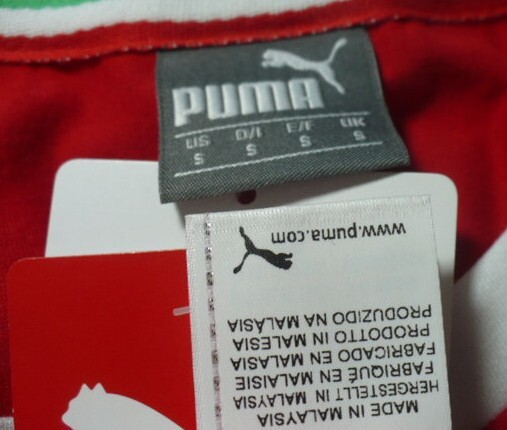 PUMA
US D/I E/F UK
S S S S
www.puma.com
MADE IN MALAYSIA
HERGESTELLT IN MALAYSIA
FABRIQUÉ EN MALAISIE
FABRICADO EN MALASIA
PRODOTTO IN MALESIA
PRODUZIDO NA MALÁSIA